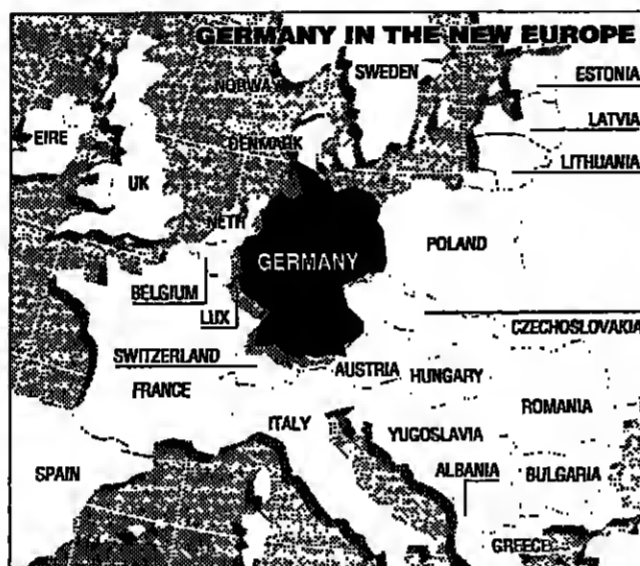 GERMANY IN THE NEW EUROPE
NORWAY
SWEDEN
ESTONIA
LATVIA
EIRE
DENMARK
LITHUANIA
UK
NETH
POLAND
GERMANY
BELGIUM
LUX
CZECHOSLOVAKIA
SWITZERLAND
AUSTRIA
HUNGARY
FRANCE
ROMANIA
ITALY
YUGOSLAVIA
SPAIN
ALBANIA
BULGARIA
GREECE